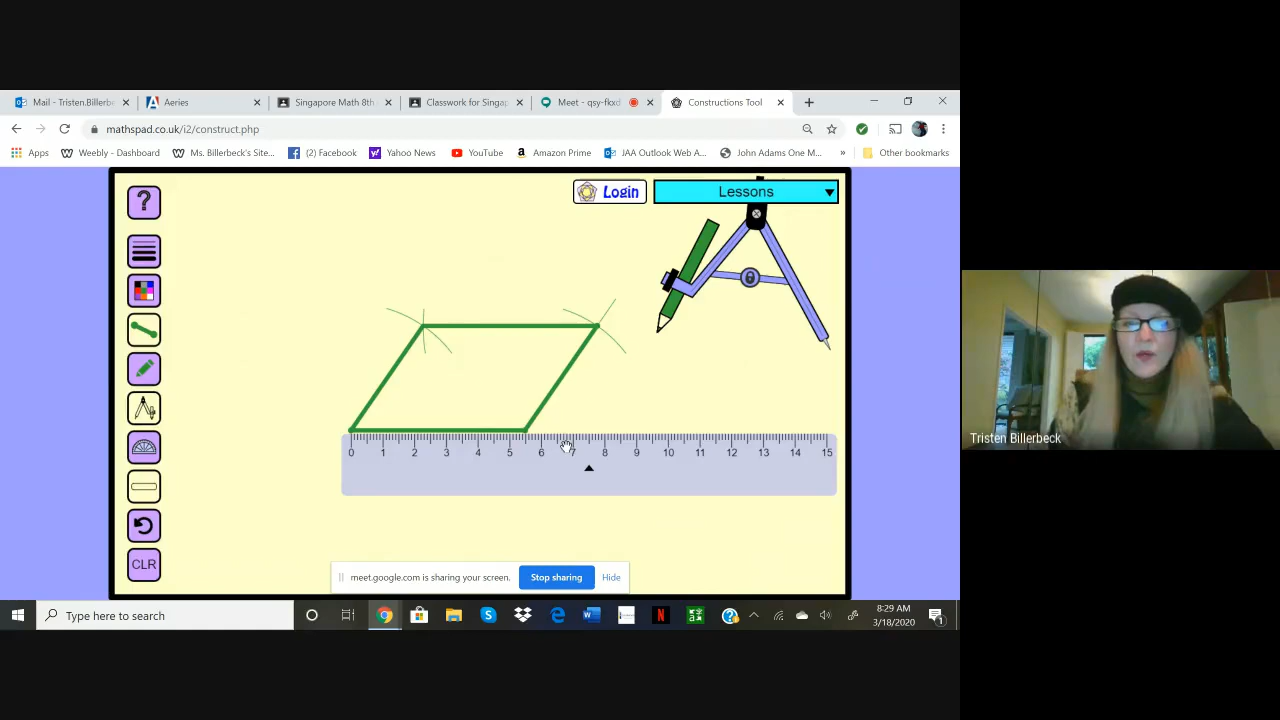 Mail - Tristen.Billerb
Aeries
Singapore Math 8th
Classwork for Singap
Meet - qsy-fkxd
Constructions Tool
mathspad.co.uk/i2/construct.php
Apps
Weebly - Dashboard
Ms. Billerbeck's Site...
(2) Facebook
Yahoo News
YouTube
Amazon Prime
JAA Outlook Web A...
John Adams One M...
»
Other bookmarks
?
Login
Lessons
0 1 2 3 4 5 6 7 8 9 10 11 12 13 14 15
CLR
Tristen Billerbeck
meet.google.com is sharing your screen.
Stop sharing
Hide
Type here to search
8:29 AM
3/18/2020
1